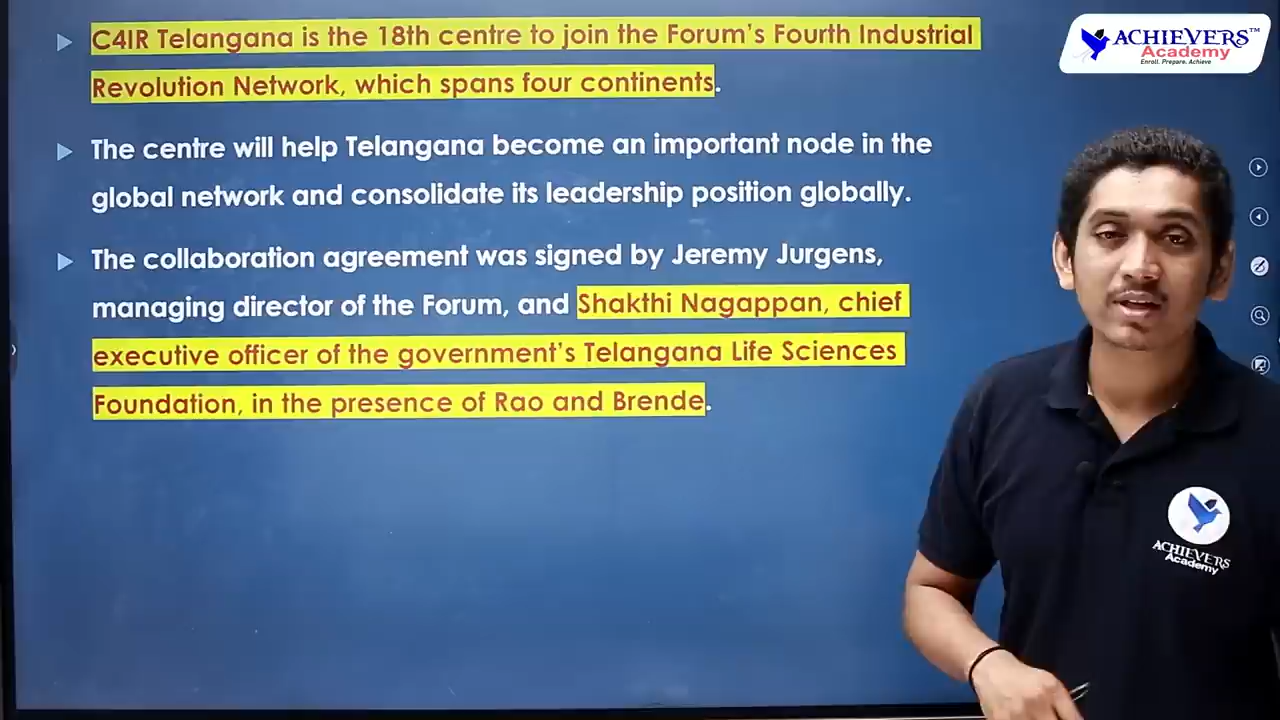 C4IR Telangana is the 18th centre to join the Forum's Fourth Industrial
Revolution Network, which spans four continents.
The centre will help Telangana become an important node in the
global network and consolidate its leadership position globally.
The collaboration agreement was signed by Jeremy Jurgens,
managing director of the Forum, and Shakthi Nagappan, chief
executive officer of the government's Telangana Life Sciences
Foundation, in the presence of Rao and Brende.
ACHIEVERS™
Academy
Enroll. Prepare. Achieve
ACHIEVERS
Academy